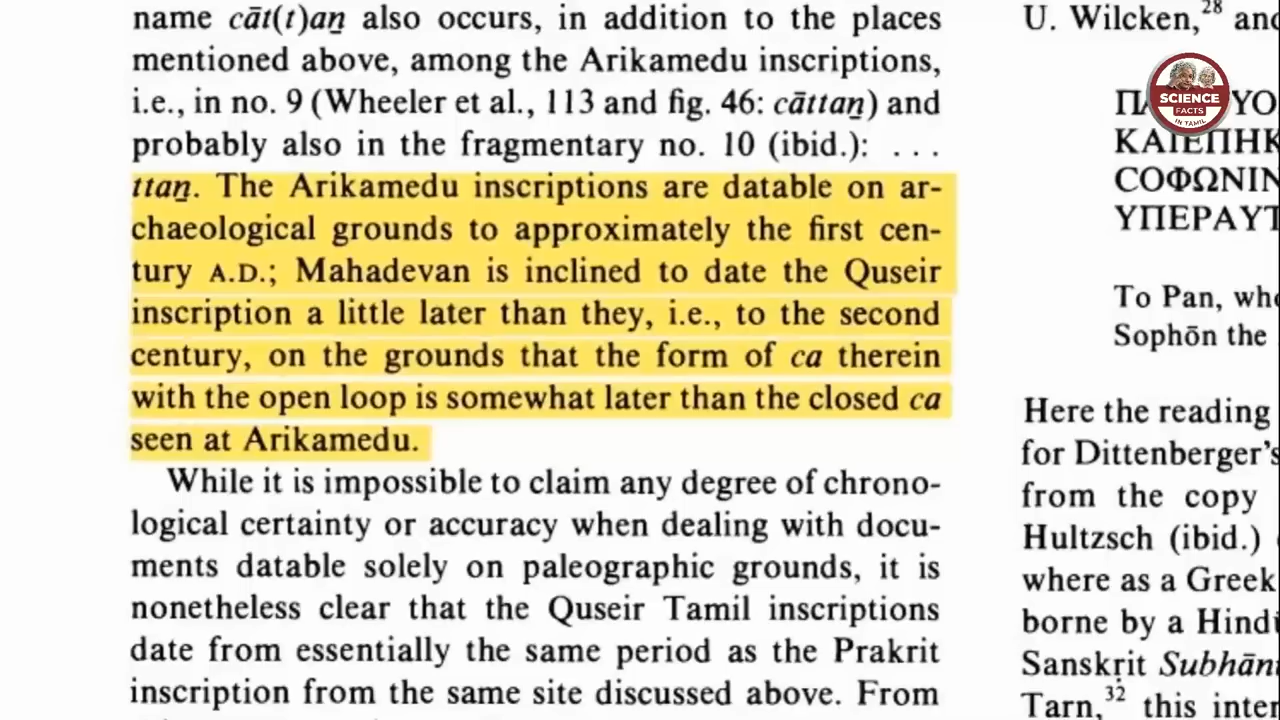 name cāt(t)aṉ also occurs, in addition to the places
mentioned above, among the Arikamedu inscriptions,
i.e., in no. 9 (Wheeler et a., 113 and fig. 46: cāttaṉ) and
probably also in the fragmentary no. 10 (ibid.): . . .
ttaṉ. The Arikamedu inscriptions are datable on ar-
chaeological grounds to approximately the first cen-
tury A.D.; Mahadevan is inclined to date the Quseir
inscription a little later than they, i.e., to the second
century, on the grounds that the form of ca therein
with the open loop is somewhat later than the closed ca
seen at Arikamedu.
While it is impossible to claim any degree of chrono-
logical certainty or accuracy when dealing with docu-
ments datable solely on paleographic grounds, it is
nonetheless clear that the Quseir Tamil inscriptions
date from essentially the same period as the Prakrit
inscription from the same site discussed above. From
U. Wilcken,²⁸
ΚΑΙΕΠΗΚ
ϹΟΦΩΝΙΝ
ΥΠΕΡΑΥΤ
To Pan,
Sophōn the
Here the reading
for Dittenberger's
from the copy
Hultzsch (ibid.)
where as a Greek
borne by a
Sanskṛit
Tarn,³² this
SCIENCE
FACTS
IN TAMIL